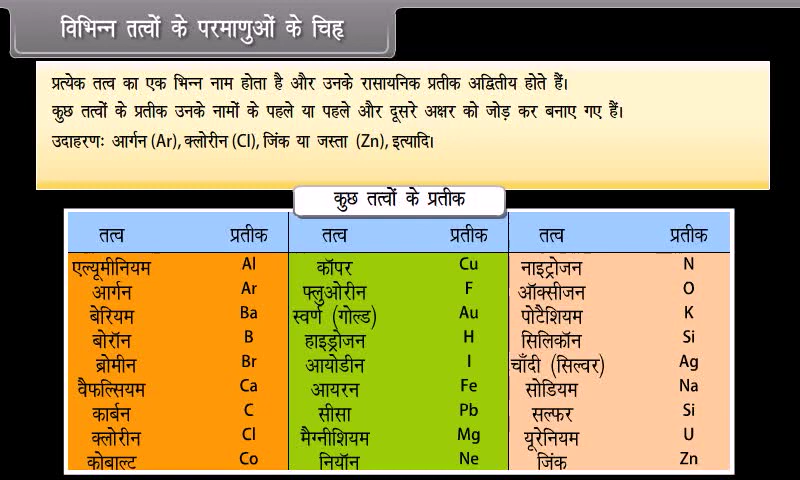 विभिन्न तत्वों के परमाणुओं के चिह्न
प्रत्येक तत्व का एक भिन्न नाम होता है और उनके रासायनिक प्रतीक अद्वितीय होते हैं।
कुछ तत्वों के प्रतीक उनके नामों के पहले या पहले और दूसरे अक्षर को जोड़ कर बनाए गए हैं।
उदाहरणः आर्गन (Ar), क्लोरीन (Cl), जिंक या जस्ता (Zn), इत्यादि।
कुछ तत्वों के प्रतीक
तत्व प्रतीक तत्व प्रतीक तत्व प्रतीक
एल्यूमीनियम Al कॉपर Cu नाइट्रोजन N
आर्गन Ar फ्लुओरीन F ऑक्सीजन O
बेरियम Ba स्वर्ण (गोल्ड) Au पोटैशियम K
बोरॉन B हाइड्रोजन H सिलिकॉन Si
ब्रोमीन Br आयोडीन I चाँदी (सिल्वर) Ag
वैफल्सियम Ca आयरन Fe सोडियम Na
कार्बन C सीसा Pb सल्फर Si
क्लोरीन Cl मैग्नीशियम Mg यूरेनियम U
कोबाल्ट Co नियॉन Ne जिंक Zn